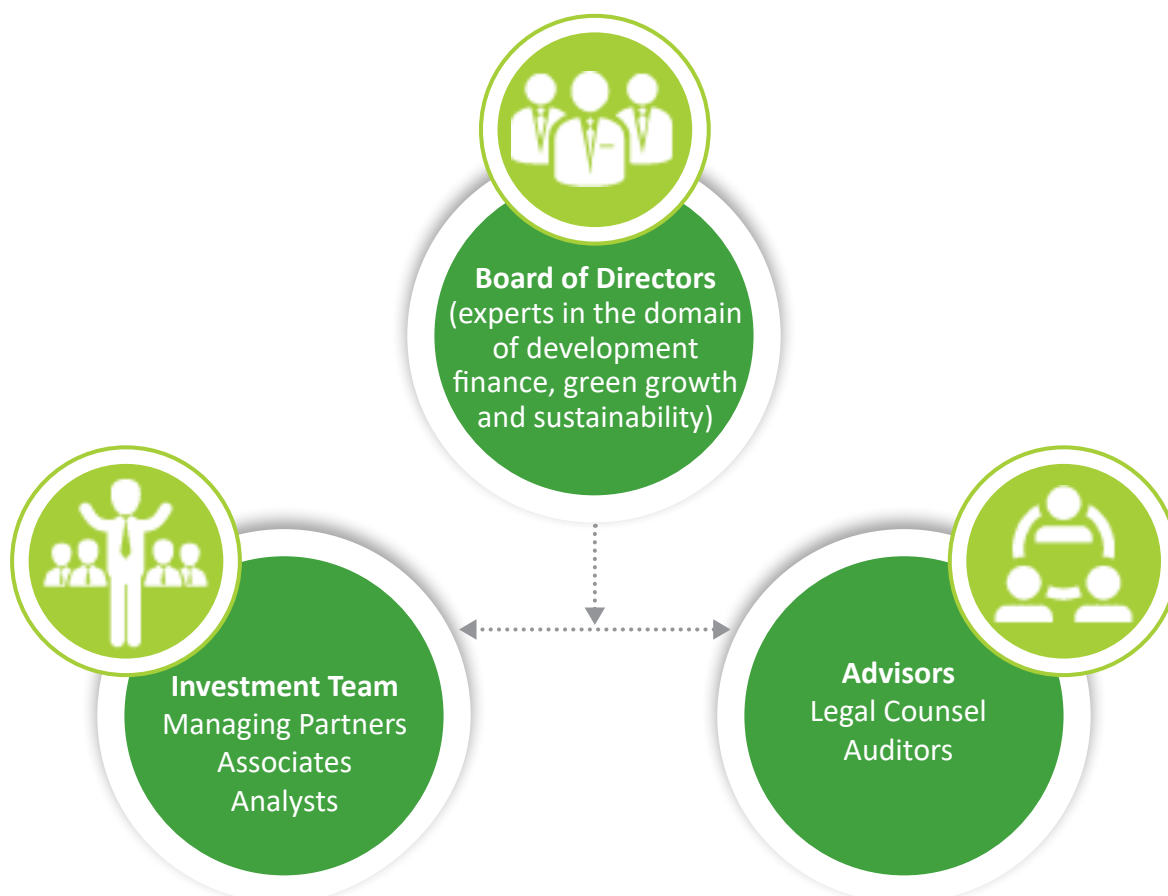 Board of Directors
(experts in the domain
of development
finance, green growth
and sustainability)
Investment Team
Managing Partners
Associates
Analysts
Advisors
Legal Counsel
Auditors